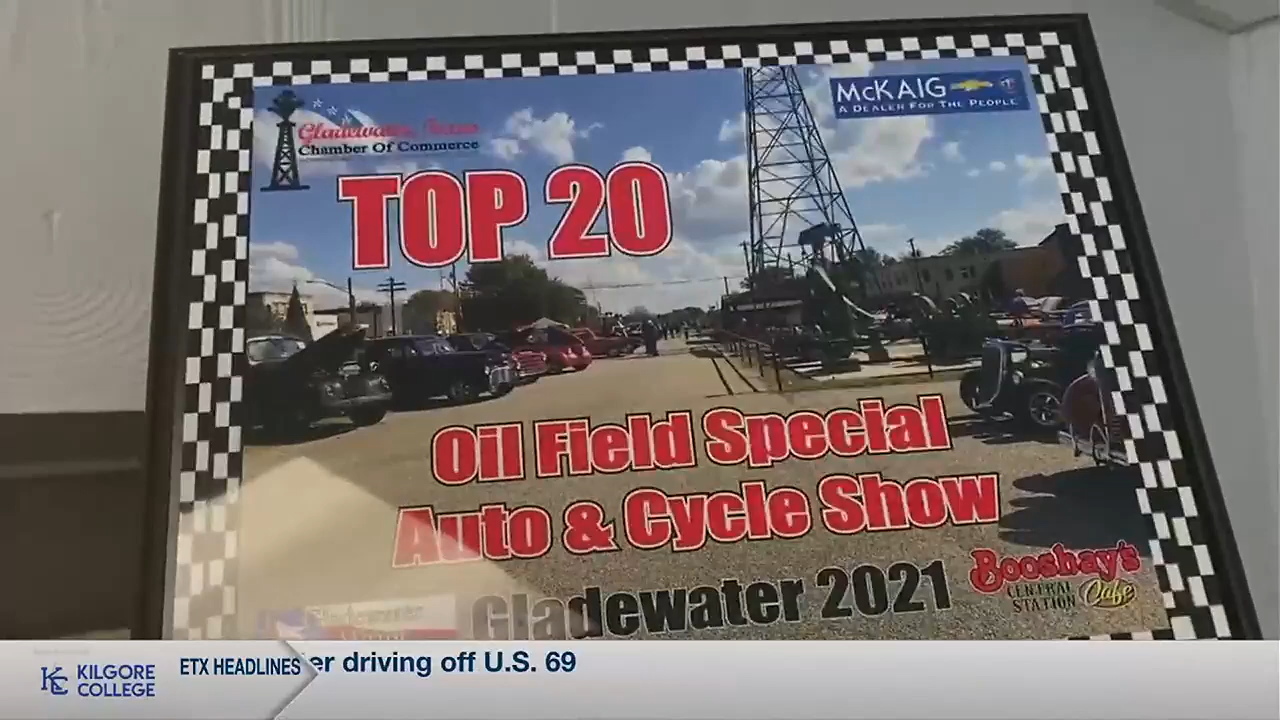 Gladewater, Texas
Chamber Of Commerce
McKAIG
A DEALER FOR THE PEOPLE
TOP 20
Oil Field Special
Auto & Cycle Show
Gladewater 2021
Booshay's
CENTRAL
STATION Cafe
Gladewater
KILGORE
COLLEGE
ETX HEADLINES
er driving off U.S. 69